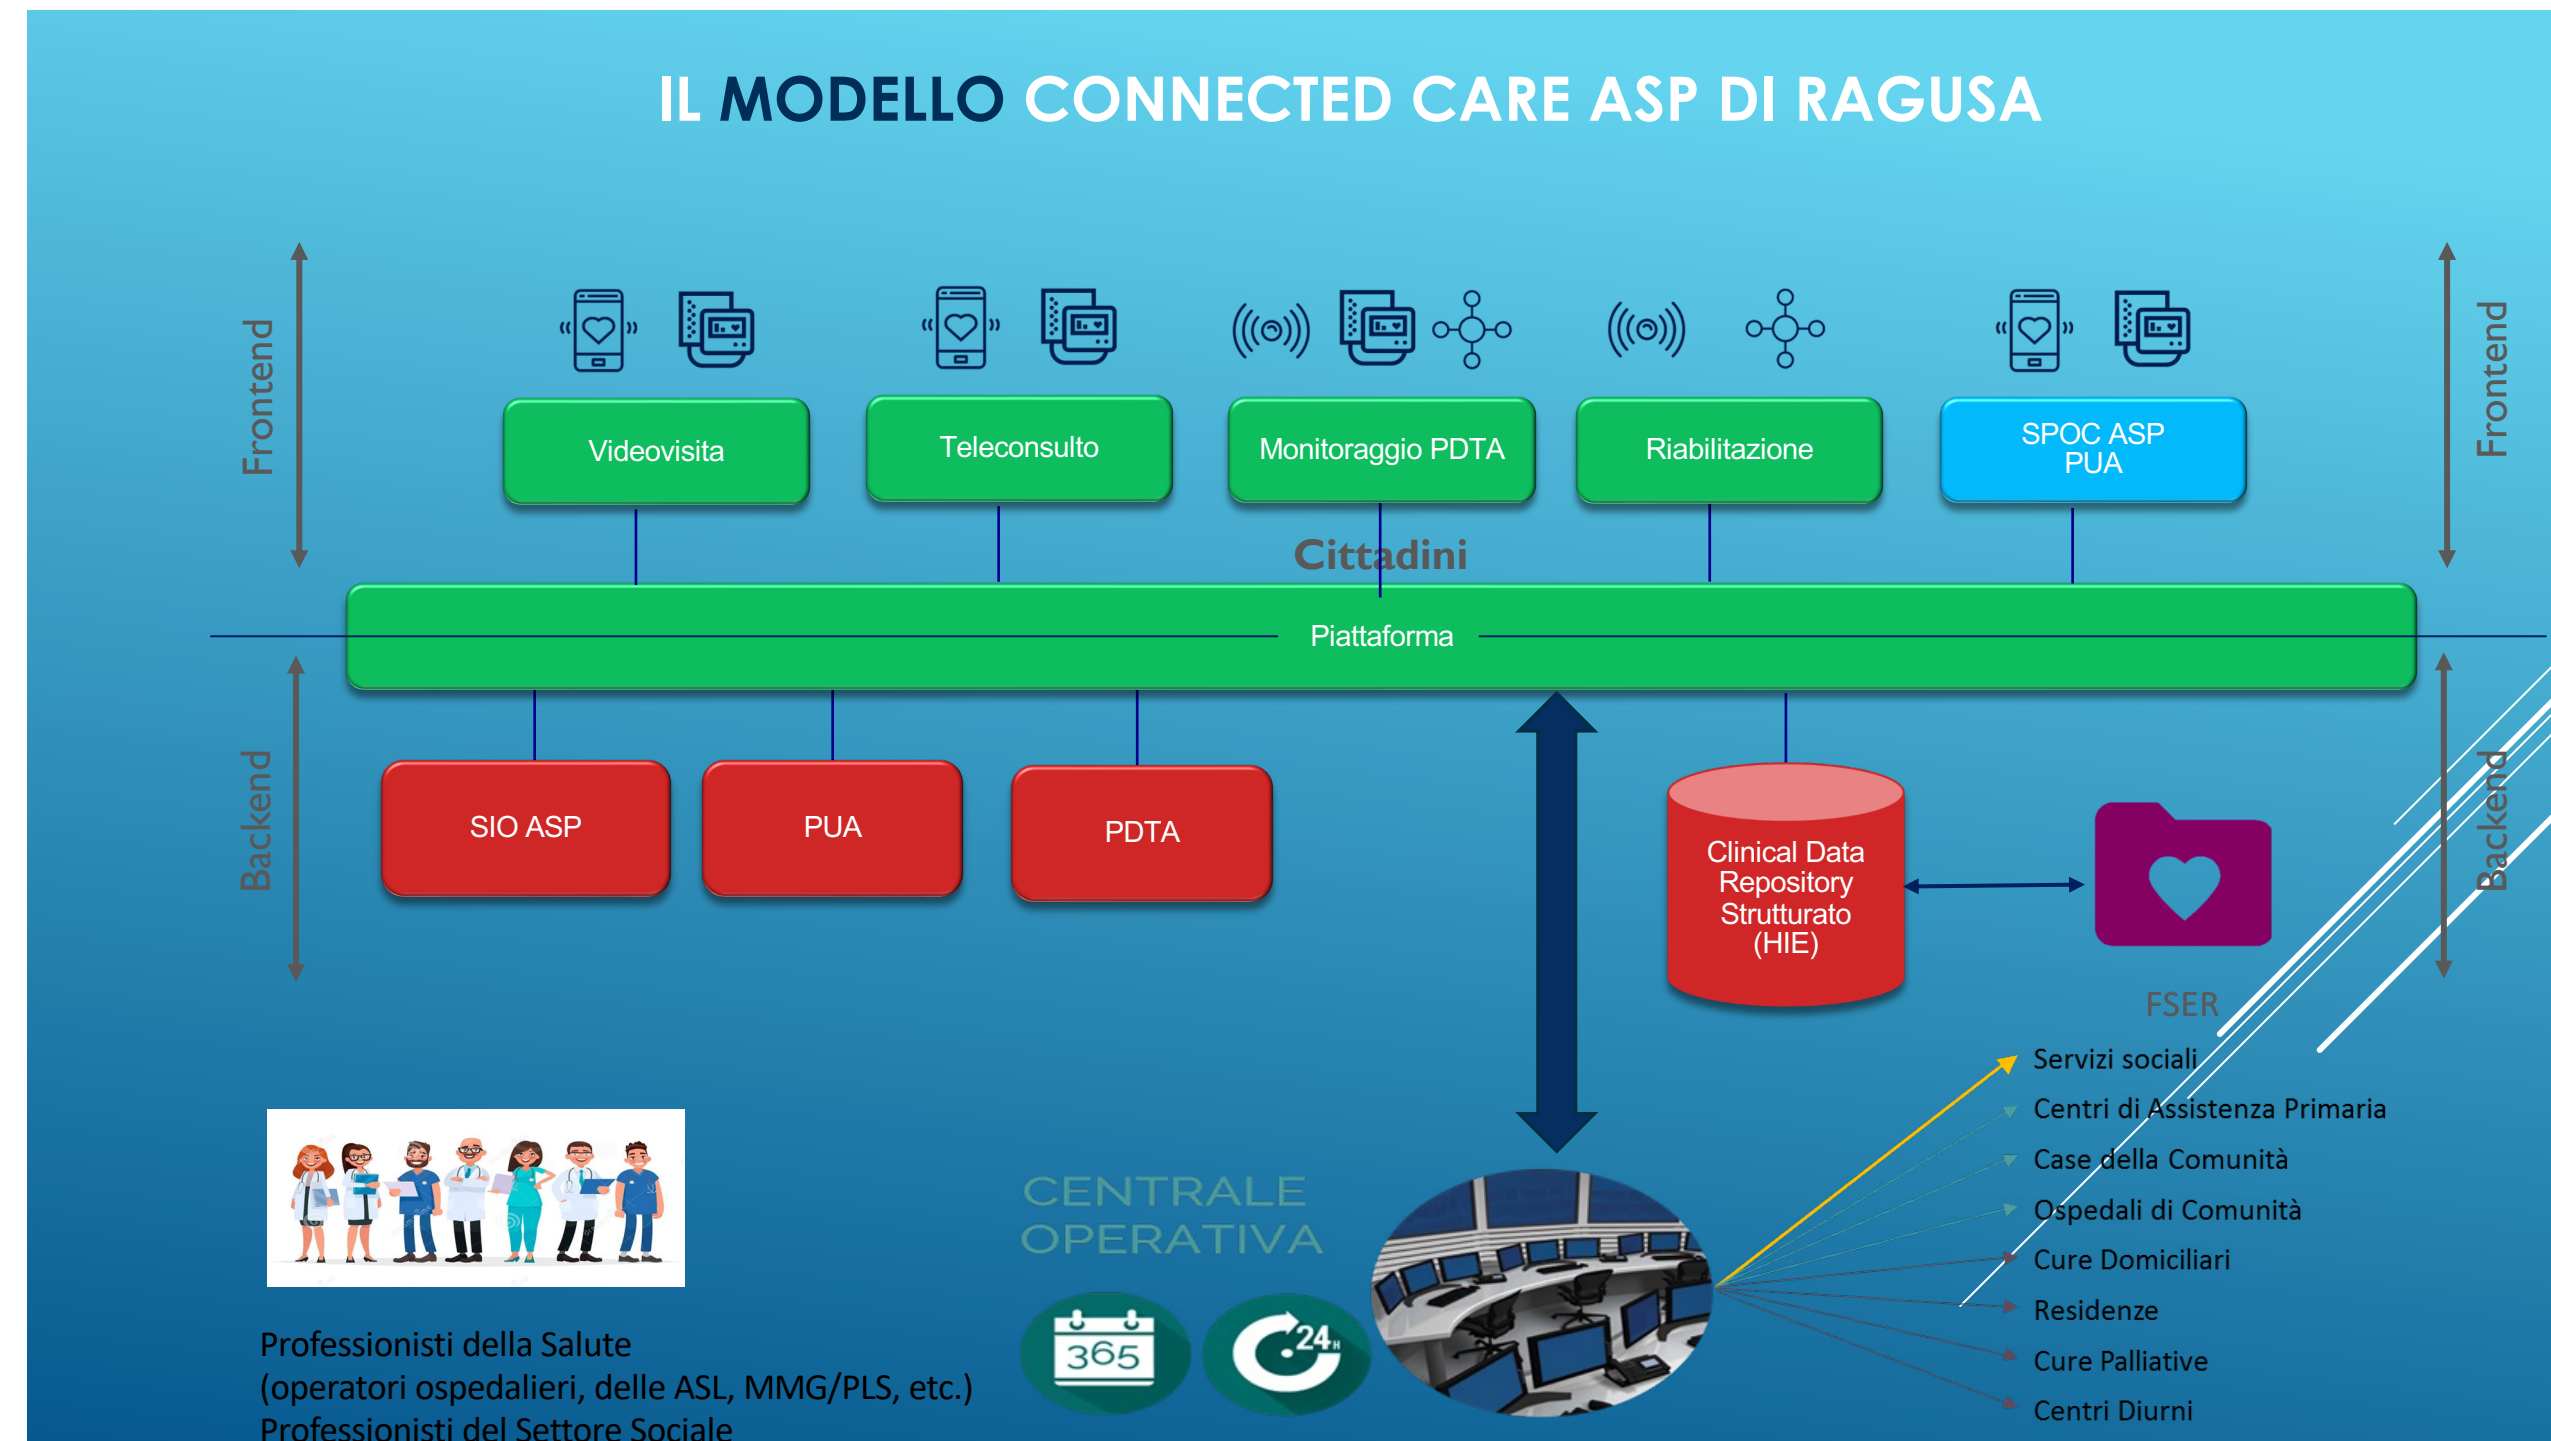 IL MODELLO CONNECTED CARE ASP DI RAGUSA
Frontend
Frontend
Videovisita
Teleconsulto
Monitoraggio PDTA
Riabilitazione
SPOC ASP
PUA
Cittadini
Piattaforma
Backend
Backend
SIO ASP
PUA
PDTA
Clinical Data
Repository
Strutturato
(HIE)
FSER
Servizi sociali
Centri di Assistenza Primaria
Case della Comunità
Ospedali di Comunità
Cure Domiciliari
Residenze
Cure Palliative
Centri Diurni
CENTRALE
OPERATIVA
365
24H
Professionisti della Salute
(operatori ospedalieri, delle ASL, MMG/PLS, etc.)
Professionisti del Settore Sociale